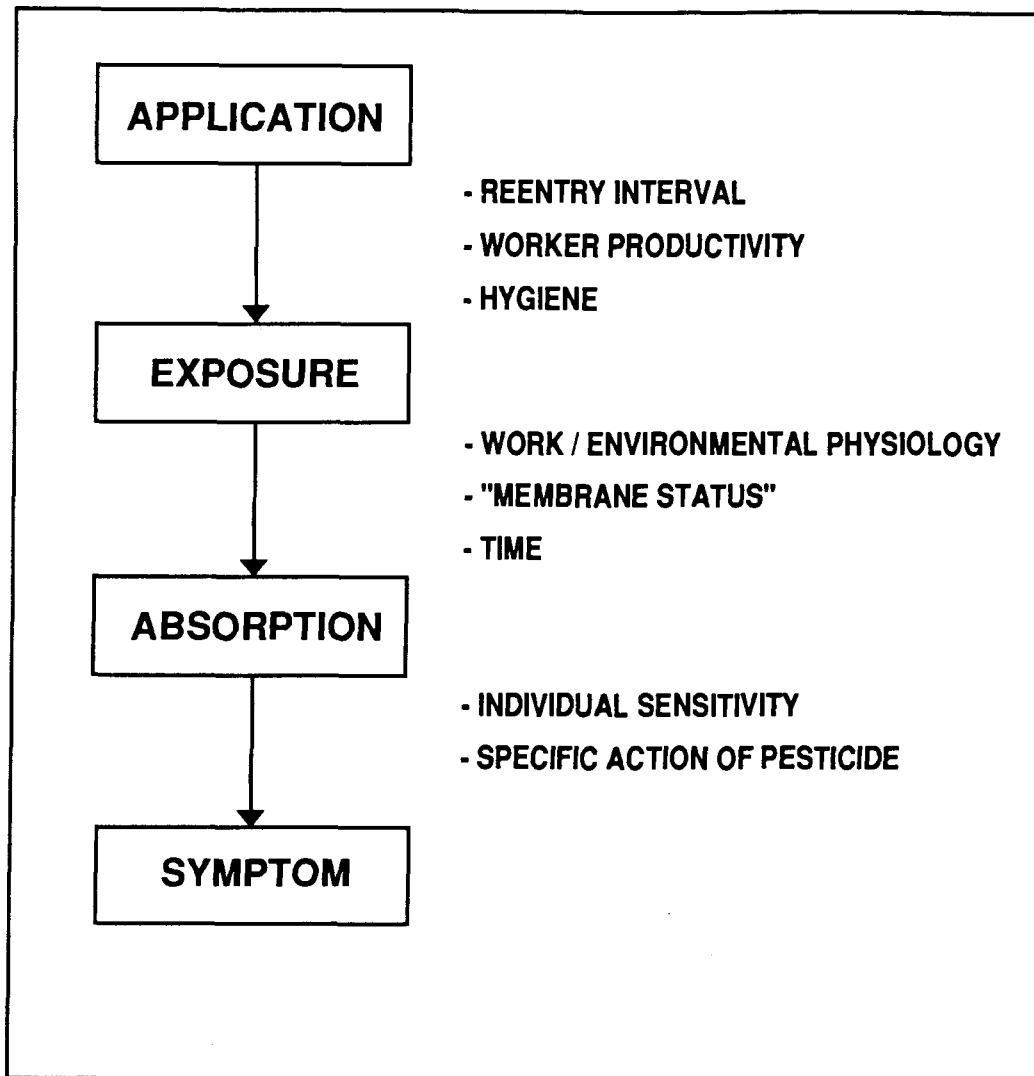 APPLICATION
- REENTRY INTERVAL
- WORKER PRODUCTIVITY
- HYGIENE
EXPOSURE
- WORK / ENVIRONMENTAL PHYSIOLOGY
- "MEMBRANE STATUS"
- TIME
ABSORPTION
- INDIVIDUAL SENSITIVITY
- SPECIFIC ACTION OF PESTICIDE
SYMPTOM